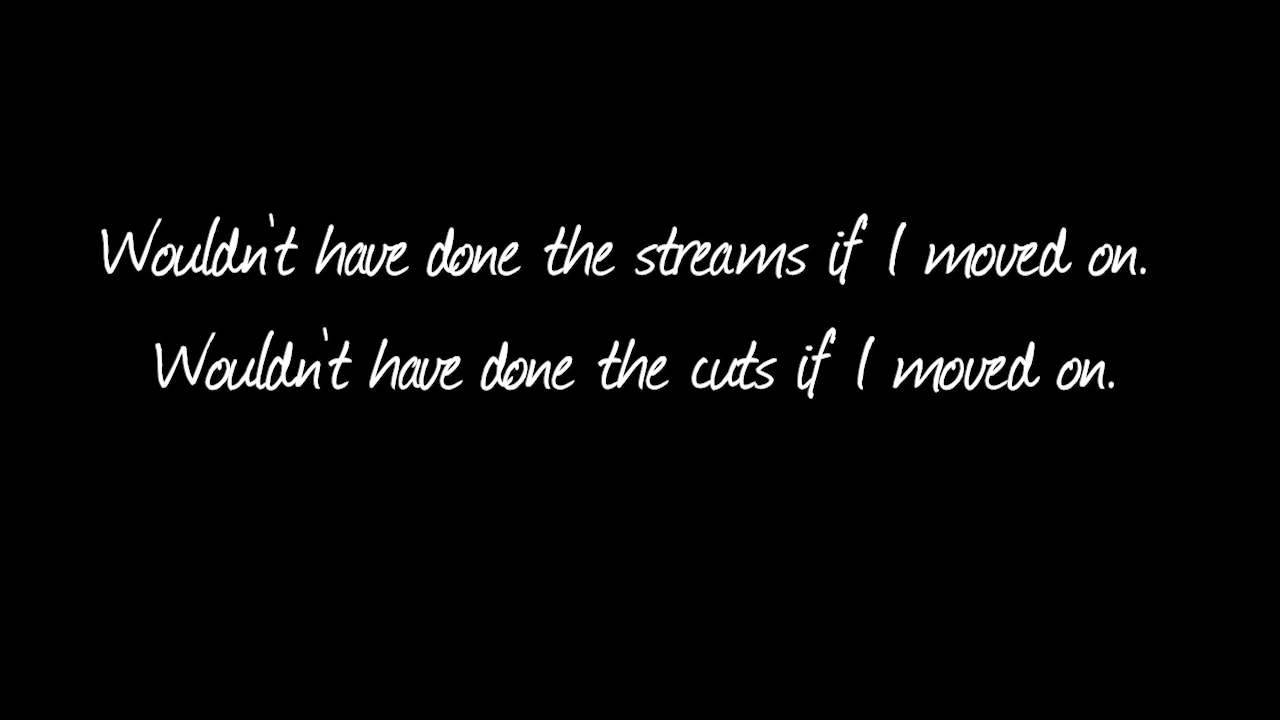 Wouldn't have done the streams if I moved on.
Wouldn't have done the cuts if I moved on.